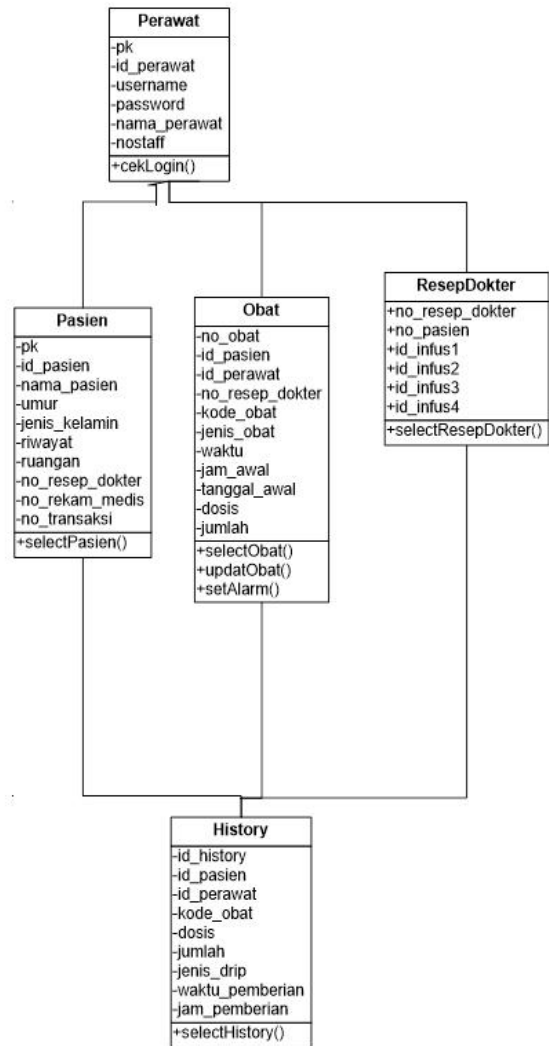 Perawat
-pk
-id_perawat
-username
-password
-nama_perawat
-nostaff
+cekLogin()
Pasien
-pk
-id_pasien
-nama_pasien
-umur
-jenis_kelamin
-riwayat
-ruangan
-no_resep_dokter
-no_rekam_medis
-no_transaksi
+selectPasien()
Obat
-no_obat
-id_pasien
-id_perawat
-no_resep_dokter
-kode_obat
-jenis_obat
-waktu
-jam_awal
-tanggal_awal
-dosis
-jumlah
+selectObat()
+updatObat()
+setAlarm()
ResepDokter
+no_resep_dokter
+no_pasien
+id_infus1
+id_infus2
+id_infus3
+id_infus4
+selectResepDokter()
History
-id_history
-id_pasien
-id_perawat
-kode_obat
-dosis
-jumlah
-jenis_drip
-waktu_pemberian
-jam_pemberian
+selectHistory()